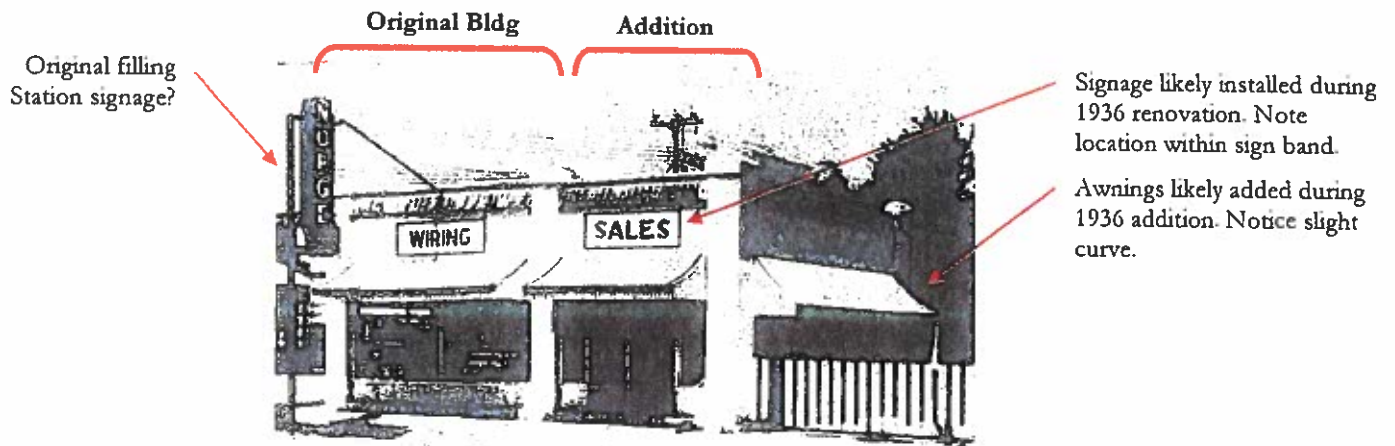 Original Bldg
Addition
Original filling
Station signage?
NORGE
WIRING
SALES
Signage likely installed during
1936 renovation. Note
location within sign band.
Awnings likely added during
1936 addition. Notice slight
curve.